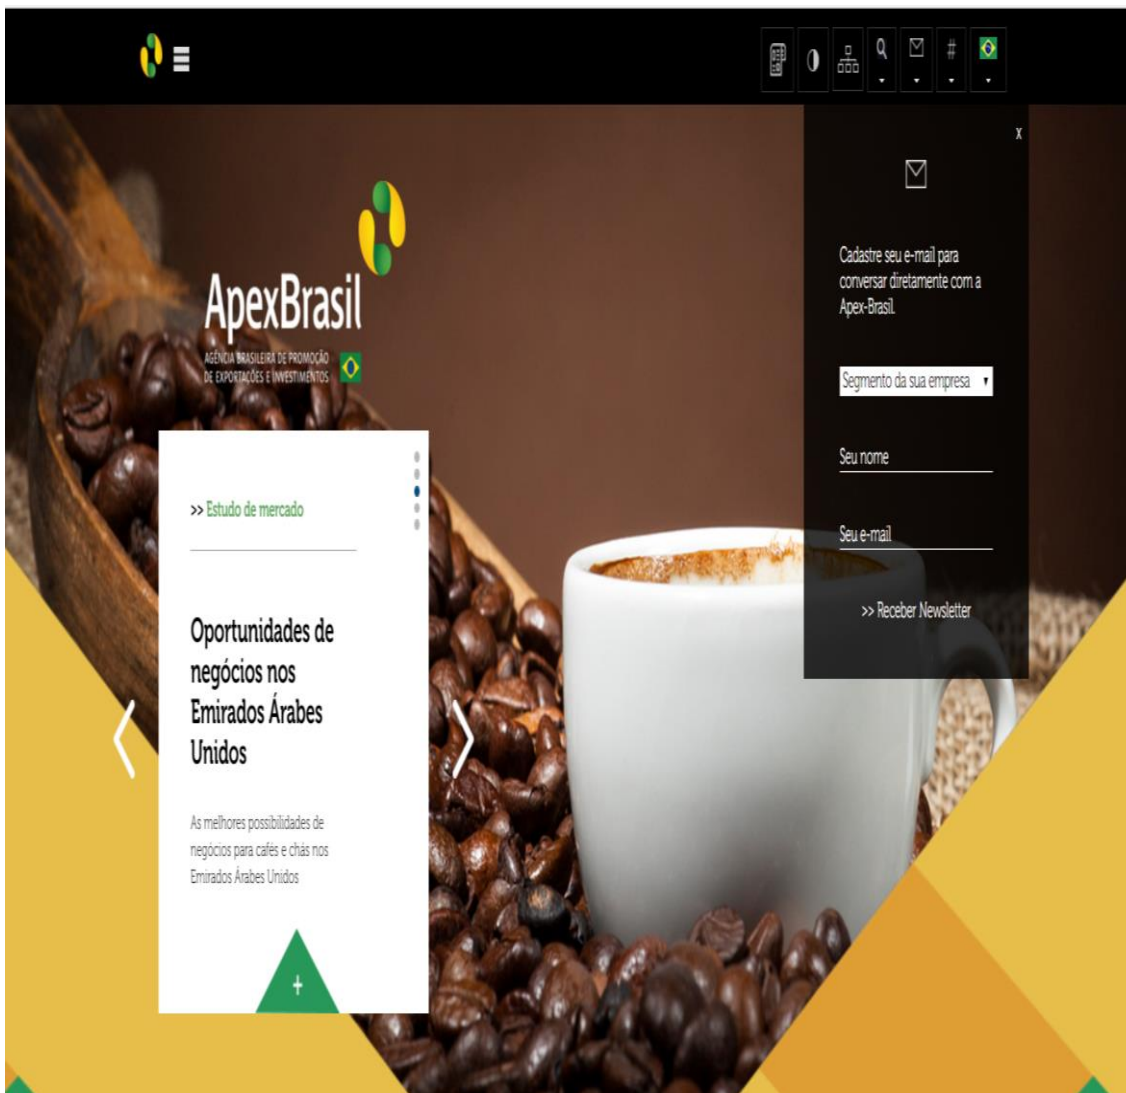 #
x
Cadastre seu e-mail para
conversar diretamente com a
Apex-Brasil.
Segmento da sua empresa
Seu nome
Seu e-mail
>> Receber Newsletter
ApexBrasil
AGÊNCIA BRASILEIRA DE PROMOÇÃO
DE EXPORTAÇÕES E INVESTIMENTOS
>> Estudo de mercado
Oportunidades de
negócios nos
Emirados Árabes
Unidos
As melhores possibilidades de
negócios para cafés e chás nos
Emirados Árabes Unidos
+